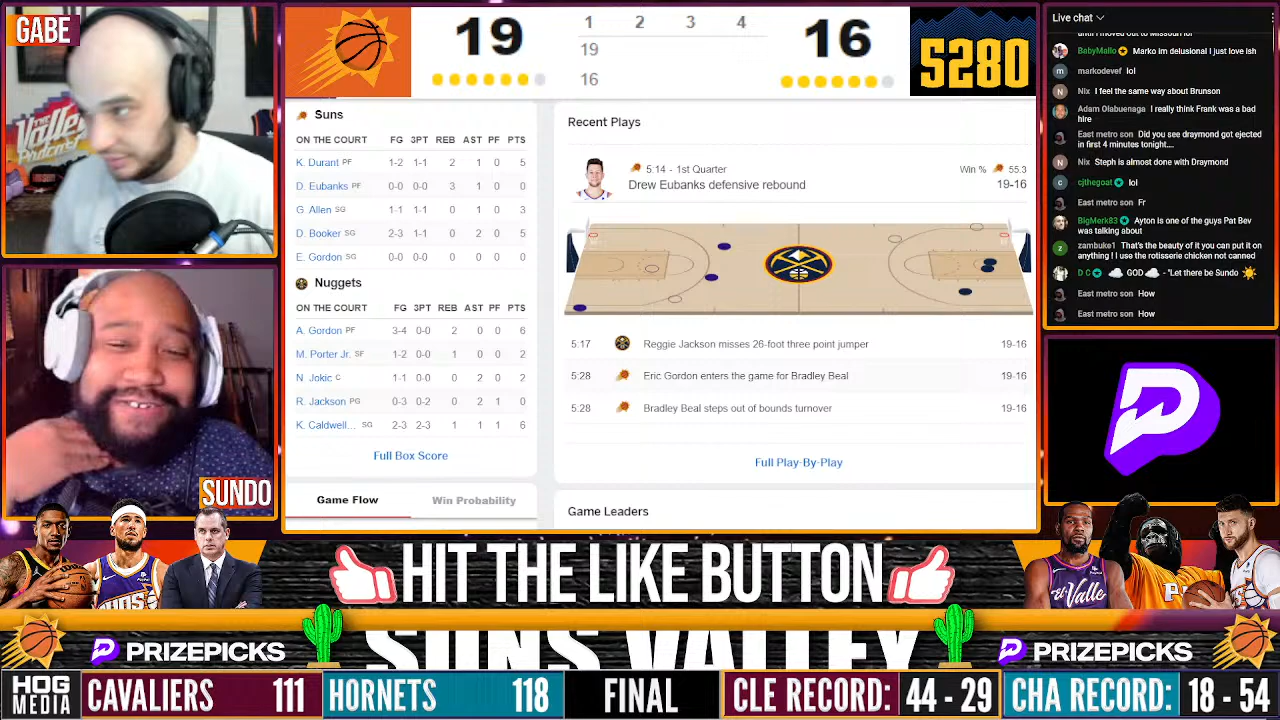 GABE
The Valley
Podcast
SUNDO
19
1 2 3 4
19
16
16
5280
Suns
ON THE COURT FG 3PT REB AST PF PTS
K. Durant PF 1-2 1-1 2 1 0 5
D. Eubanks PF 0-0 0-0 3 1 0 0
G. Allen SG 1-1 1-1 0 1 0 3
D. Booker SG 2-3 1-1 0 2 0 5
E. Gordon SG 0-0 0-0 0 0 0 0
Nuggets
ON THE COURT FG 3PT REB AST PF PTS
A. Gordon PF 3-4 0-0 2 0 0 6
M. Porter Jr. SF 1-2 0-0 1 0 0 2
N. Jokic C 1-1 0-0 0 2 0 2
R. Jackson PG 0-3 0-2 0 2 1 0
K. Caldwell... SG 2-3 2-3 1 1 1 6
Full Box Score
Game Flow Win Probability
Recent Plays
5:14 - 1st Quarter Win % 55.3
Drew Eubanks defensive rebound 19-16
5:17 Reggie Jackson misses 26-foot three point jumper 19-16
5:28 Eric Gordon enters the game for Bradley Beal 19-16
5:28 Bradley Beal steps out of bounds turnover 19-16
Full Play-By-Play
Game Leaders
Live chat
BabyMallo Marko im delusional I just love ish
markodevef lol
Nix I feel the same way about Brunson
Adam Olabuenaga I really think Frank was a bad
hire
East metro son Did you see draymond got ejected
in first 4 minutes tonight....
Nix Steph is almost done with Draymond
cjthegoat lol
East metro son Fr
BigMerk83 Ayton is one of the guys Pat Bev
was talking about
zambuke1 That's the beauty of it you can put it on
anything ! I use the rotisserie chicken not canned
D C GOD - "Let there be Sundo
East metro son How
East metro son How
HIT THE LIKE BUTTON
SUNS VALLEY
PRIZEPICKS
PRIZEPICKS
HOG
MEDIA
CAVALIERS 111 HORNETS 118 FINAL CLE RECORD: 44 - 29 CHA RECORD: 18 - 54